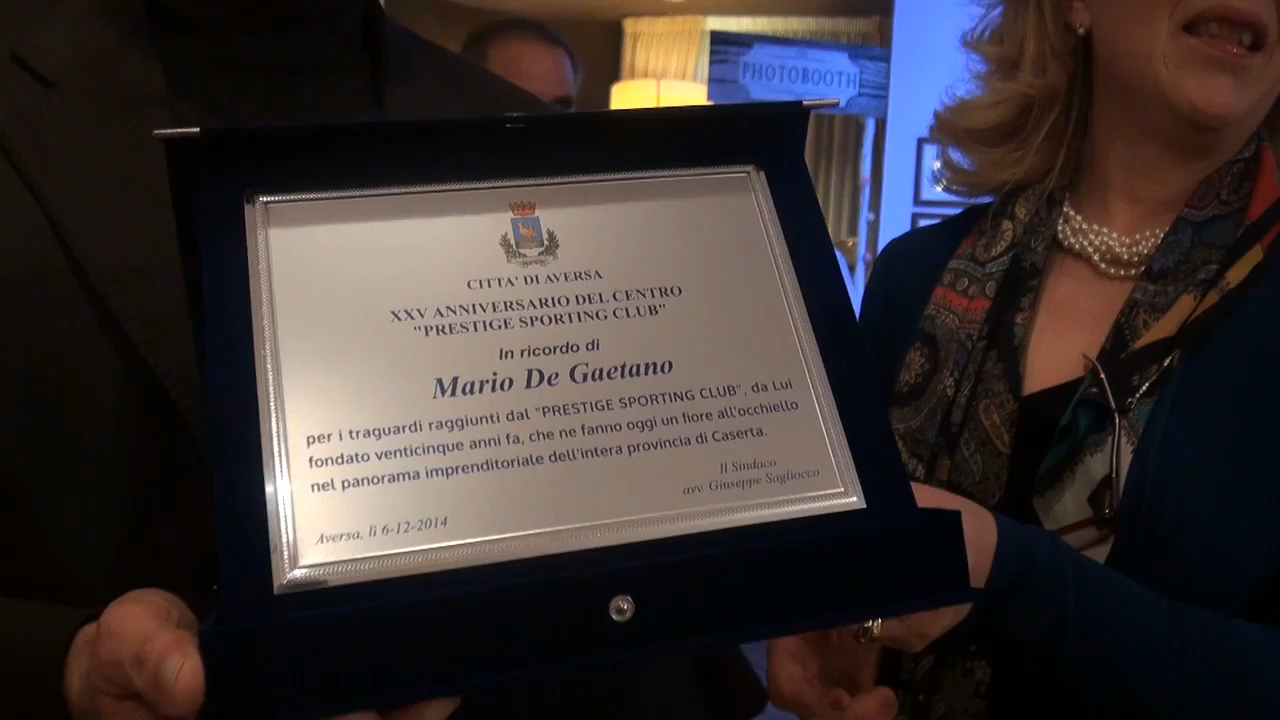 PHOTOBOOTH
CITTA' DI AVERSA
XXV ANNIVERSARIO DEL CENTRO
"PRESTIGE SPORTING CLUB"
In ricordo di
Mario De Gaetano
per i traguardi raggiunti dal "PRESTIGE SPORTING CLUB", da Lui
fondato venticinque anni fa, che ne fanno oggi un fiore all'occhiello
nel panorama imprenditoriale dell'intera provincia di Caserta.
Il Sindaco
avv. Giuseppe Sagliocco
Aversa, lì 6-12-2014